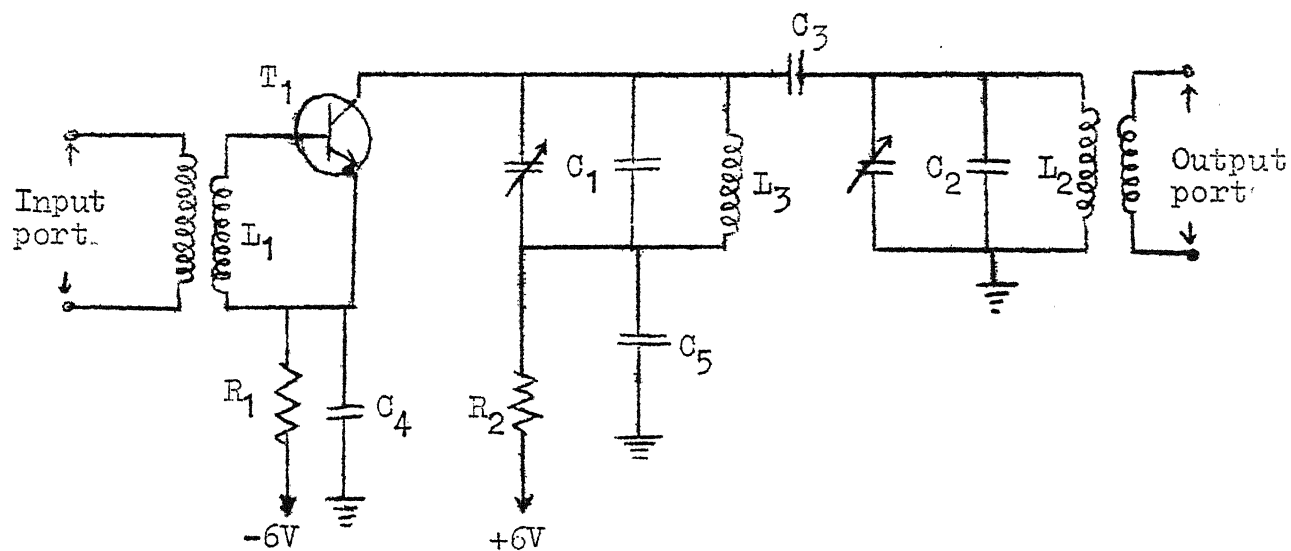 C3
T1
C1
L3
C2
L2
Output
port
Input
port
L1
R1
C4
R2
C5
-6V
+6V